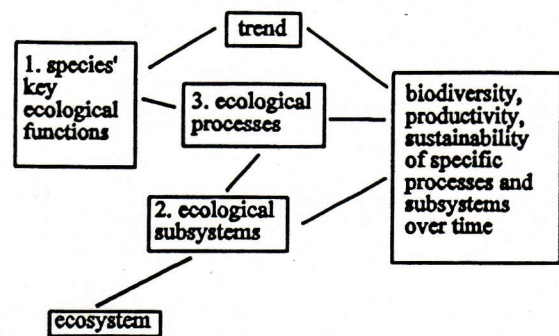 trend
1. species'
key
ecological
functions
3. ecological
processes
biodiversity,
productivity,
sustainability
of specific
processes and
subsystems
over time
2. ecological
subsystems
ecosystem